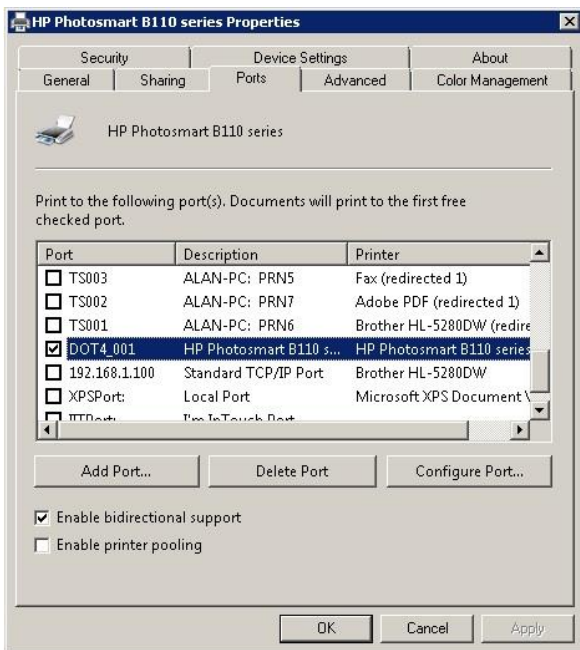 HP Photosmart B110 series Properties
Security Device Settings About
General Sharing Ports Advanced Color Management
HP Photosmart B110 series
Print to the following port(s). Documents will print to the first free
checked port.
Port Description Printer
TS003 ALAN-PC: PRN5 Fax (redirected 1)
TS002 ALAN-PC: PRN7 Adobe PDF (redirected 1)
TS001 ALAN-PC: PRN6 Brother HL-5280DW (redire
DOT4_001 HP Photosmart B110 s... HP Photosmart B110 series
192.168.1.100 Standard TCP/IP Port Brother HL-5280DW
XPSPort: Local Port Microsoft XPS Document
I'm InTouch Port
Add Port... Delete Port Configure Port...
Enable bidirectional support
Enable printer pooling
OK Cancel Apply